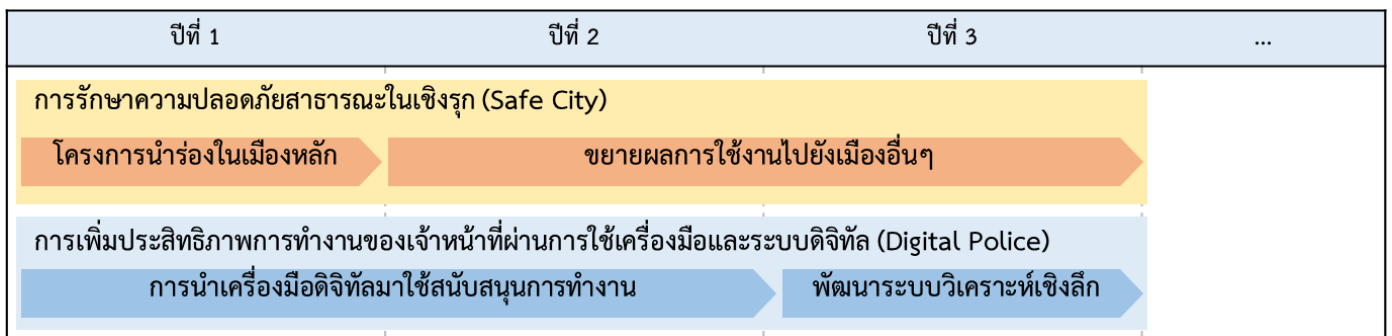 ปีที่ 1 ปีที่ 2 ปีที่ 3 ...
การรักษาความปลอดภัยสาธารณะในเชิงรุก (Safe City)
โครงการนำร่องในเมืองหลัก ขยายผลการใช้งานไปยังเมืองอื่นๆ
การเพิ่มประสิทธิภาพการทำงานของเจ้าหน้าที่ผ่านการใช้เครื่องมือและระบบดิจิทัล (Digital Police)
การนำเครื่องมือดิจิทัลมาใช้สนับสนุนการทำงาน พัฒนาระบบวิเคราะห์เชิงลึก